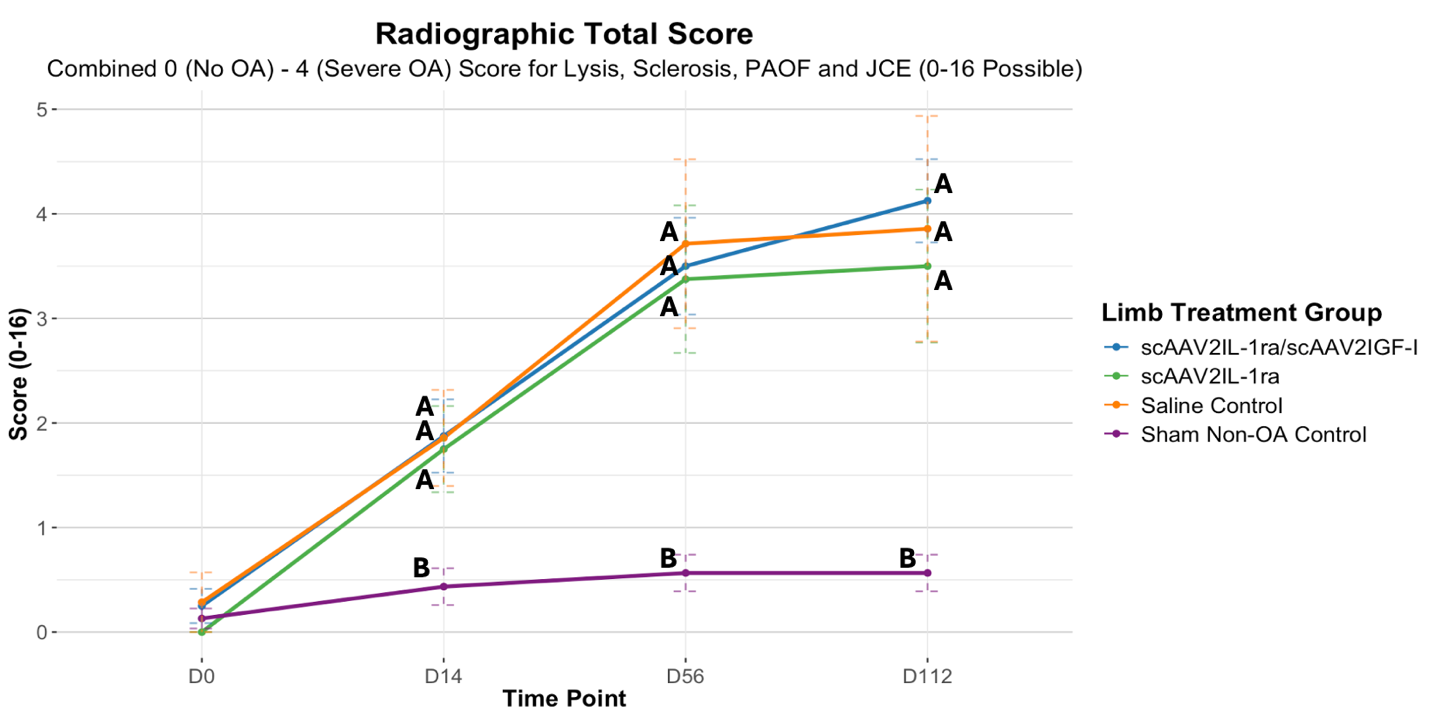 Radiographic Total Score
Combined 0 (No OA) - 4 (Severe OA) Score for Lysis, Sclerosis, PAOF and JCE (0-16 Possible)
Score (0-16)
5
4
3
2
1
0
A
A
A
A
A
A
A
A
A
B
B
B
D0
D14
D56
D112
Time Point
Limb Treatment Group
scAAV2IL-1ra/scAAV2IGF-I
scAAV2IL-1ra
Saline Control
Sham Non-OA Control